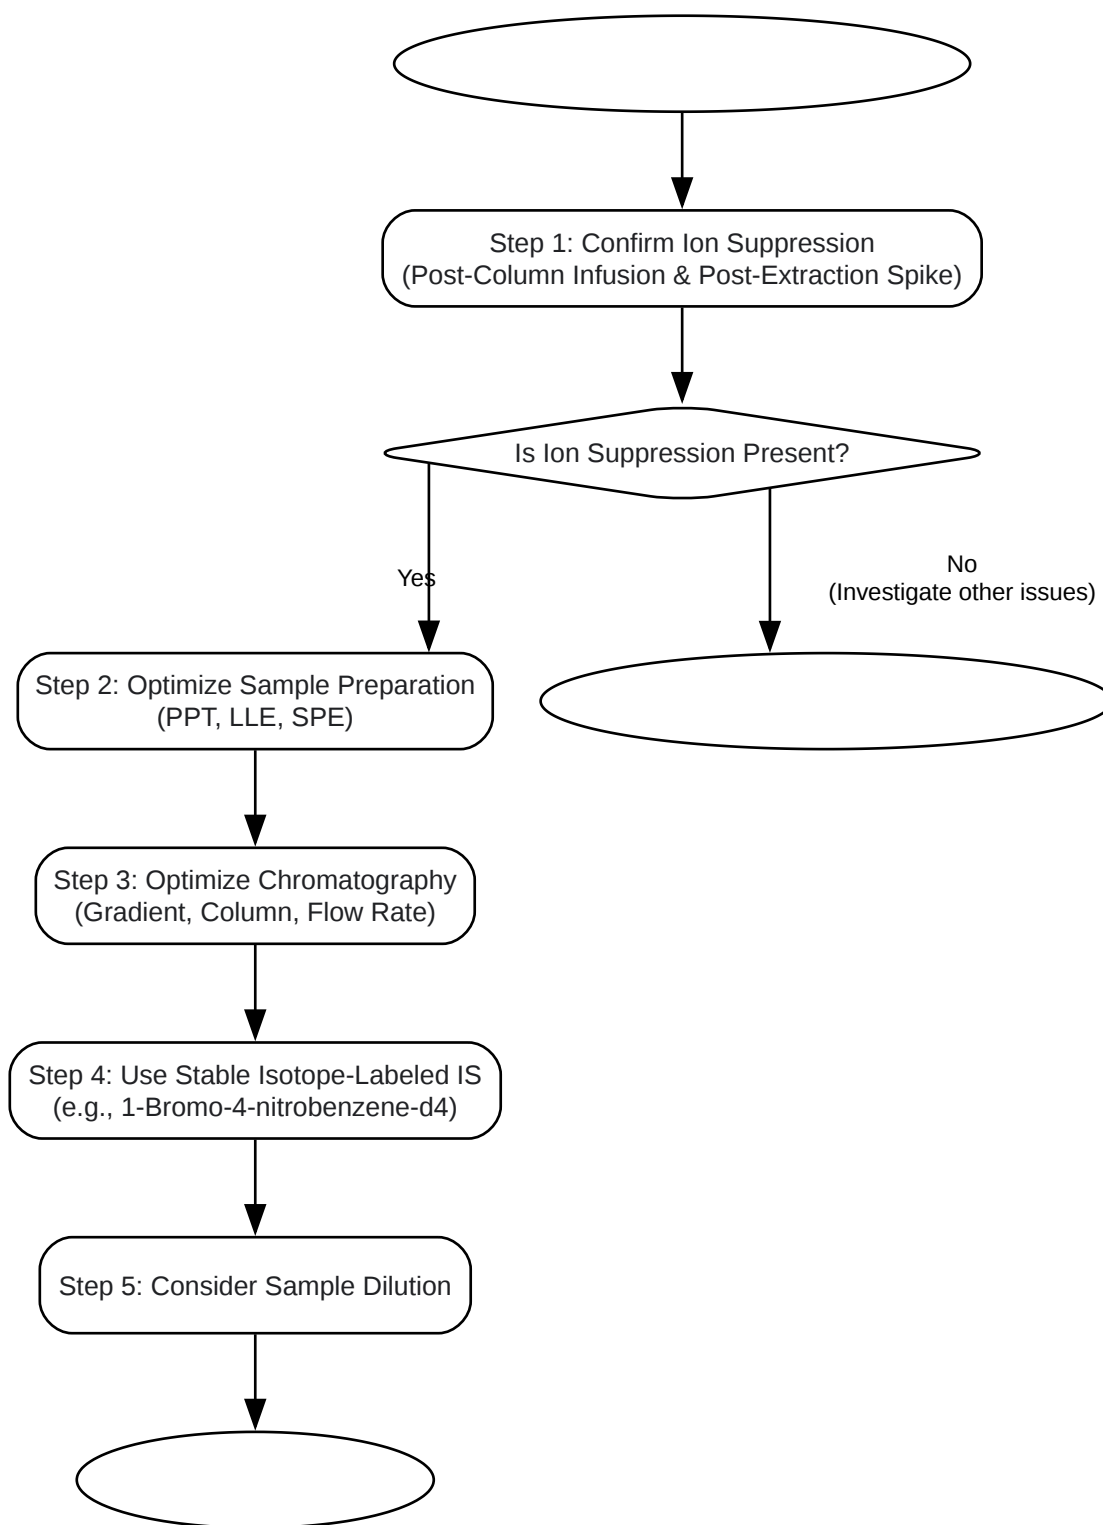 Step 1: Confirm Ion Suppression
(Post-Column Infusion & Post-Extraction Spike)
Is Ion Suppression Present?
Yes
No
(Investigate other issues)
Step 2: Optimize Sample Preparation
(PPT, LLE, SPE)
Step 3: Optimize Chromatography
(Gradient, Column, Flow Rate)
Step 4: Use Stable Isotope-Labeled IS
(e.g., 1-Bromo-4-nitrobenzene-d4)
Step 5: Consider Sample Dilution